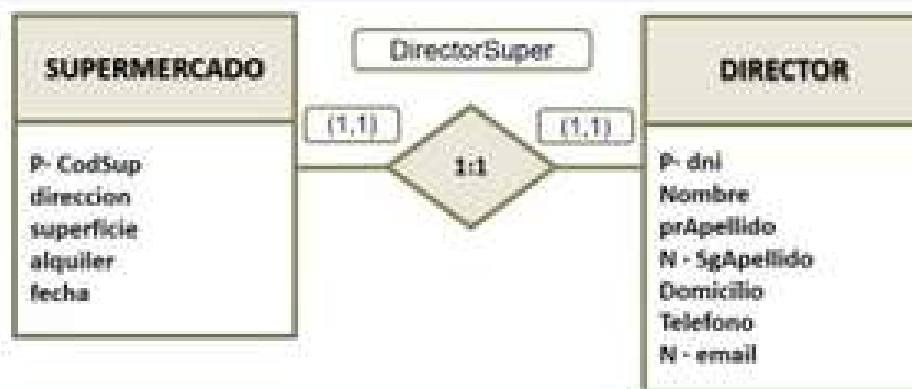 SUPERMERCADO
P- CodSup
direccion
superficie
alquiler
fecha
DirectorSuper
(1,1)
1:1
(1,1)
DIRECTOR
P- dni
Nombre
prApellido
N - SgApellido
Domicilio
Telefono
N - email